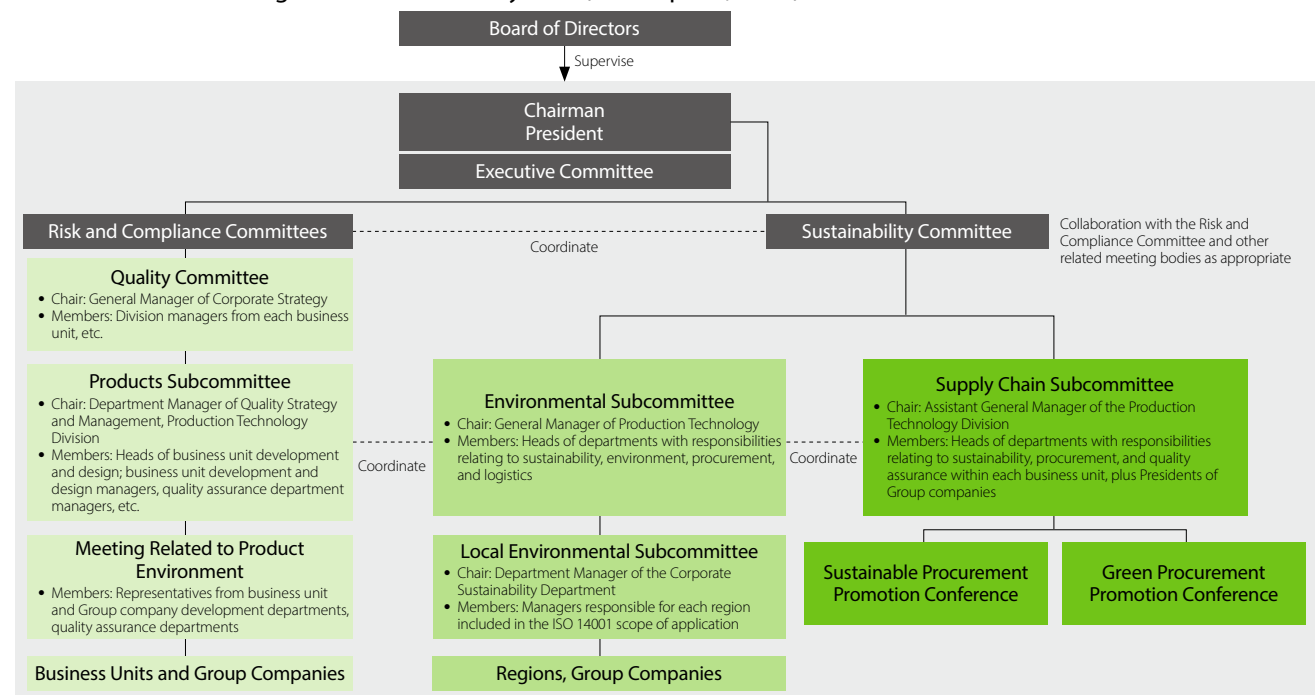 Board of Directors
Supervise
Chairman
President
Executive Committee
Risk and Compliance Committees
Coordinate
Sustainability Committee
Collaboration with the Risk and
Compliance Committee and other
related meeting bodies as appropriate
Quality Committee
• Chair: General Manager of Corporate Strategy
• Members: Division managers from each business
unit, etc.
Products Subcommittee
• Chair: Department Manager of Quality Strategy
and Management, Production Technology
Division
• Members: Heads of business unit development
and design; business unit development and
design managers, quality assurance department
managers, etc.
Coordinate
Environmental Subcommittee
• Chair: General Manager of Production Technology
• Members: Heads of departments with responsibilities
relating to sustainability, environment, procurement,
and logistics
Coordinate
Supply Chain Subcommittee
• Chair: Assistant General Manager of the Production
Technology Division
• Members: Heads of departments with responsibilities
relating to sustainability, procurement, and quality
assurance within each business unit, plus Presidents of
Group companies
Meeting Related to Product
Environment
• Members: Representatives from business unit
and Group company development departments,
quality assurance departments
Local Environmental Subcommittee
• Chair: Department Manager of the Corporate
Sustainability Department
• Members: Managers responsible for each region
included in the ISO 14001 scope of application
Sustainable Procurement
Promotion Conference
Green Procurement
Promotion Conference
Business Units and Group Companies
Regions, Group Companies